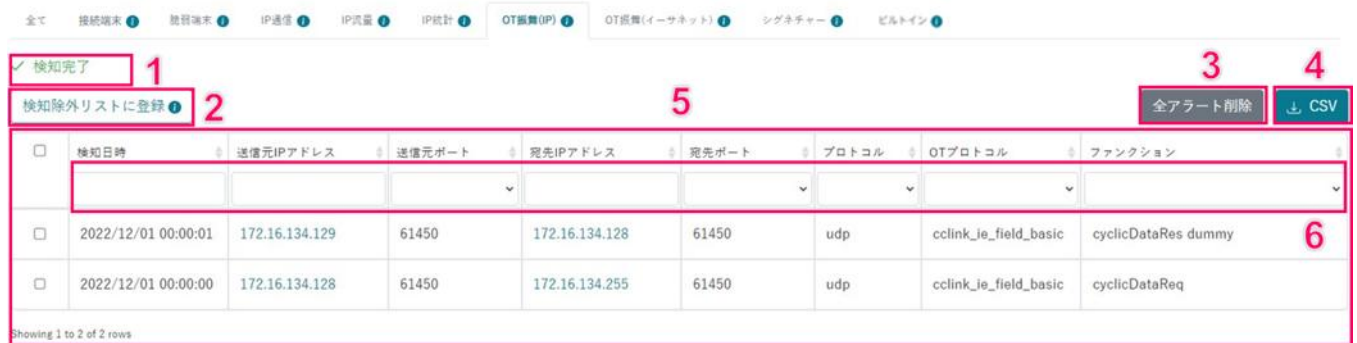 全て 接続端末 脆弱端末 IP通信 IP流量 IP統計 OT振舞(IP) OT振舞(イーサネット) シグネチャー ビルトイン
検知完了 1
検知除外リストに登録 2 5 3 全アラート削除 4 CSV
検知日時 送信元IPアドレス 送信元ポート 宛先IPアドレス 宛先ポート プロトコル OTプロトコル ファンクション
6
2022/12/01 00:00:01 172.16.134.129 61450 172.16.134.128 61450 udp cclink_ie_field_basic cyclicDataRes dummy
2022/12/01 00:00:00 172.16.134.128 61450 172.16.134.255 61450 udp cclink_ie_field_basic cyclicDataReq
Showing 1 to 2 of 2 rows